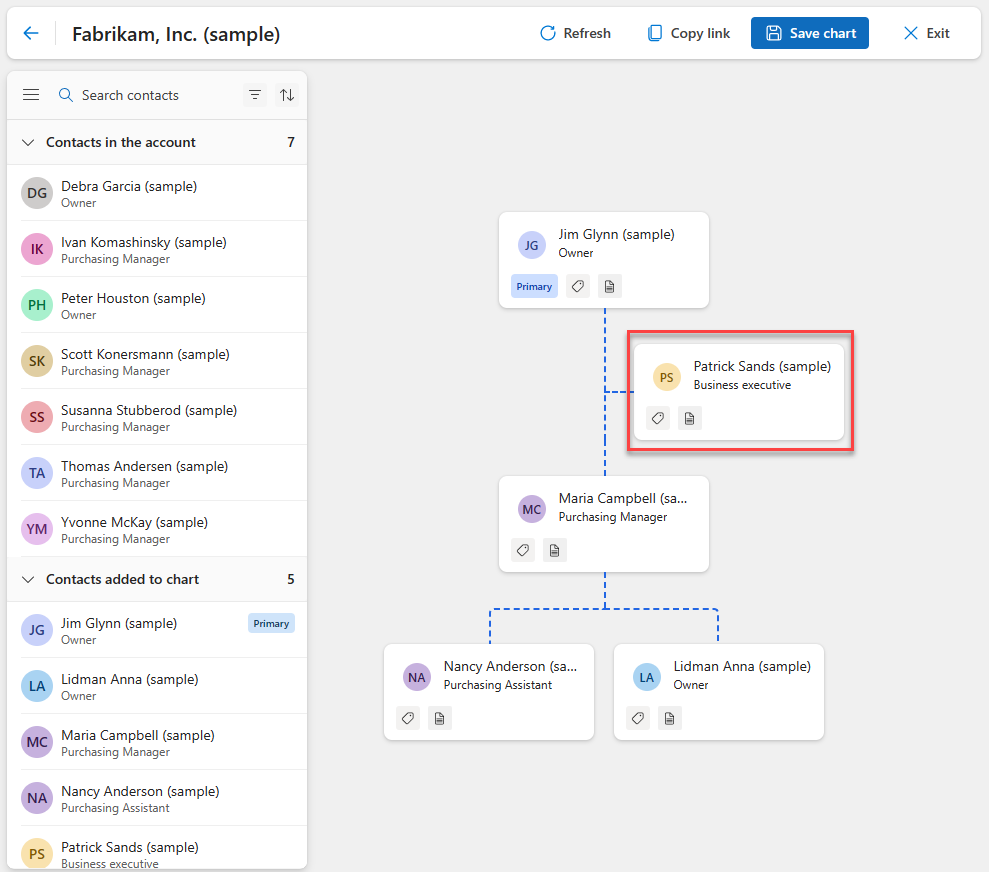 Fabrikam, Inc. (sample)
Refresh
Copy link
Save chart
Exit
Search contacts
Contacts in the account 7
DG
Debra Garcia (sample)
Owner
IK
Ivan Komashinsky (sample)
Purchasing Manager
PH
Peter Houston (sample)
Owner
SK
Scott Konersmann (sample)
Purchasing Manager
SS
Susanna Stubberod (sample)
Purchasing Manager
TA
Thomas Andersen (sample)
Purchasing Manager
YM
Yvonne McKay (sample)
Purchasing Manager
Contacts added to chart 5
JG
Jim Glynn (sample)
Primary
Owner
LA
Lidman Anna (sample)
Owner
MC
Maria Campbell (sample)
Purchasing Manager
NA
Nancy Anderson (sample)
Purchasing Assistant
PS
Patrick Sands (sample)
Business executive
JG
Jim Glynn (sample)
Owner
Primary
PS
Patrick Sands (sample)
Business executive
MC
Maria Campbell (sa...
Purchasing Manager
NA
Nancy Anderson (sa...
Purchasing Assistant
LA
Lidman Anna (sample)
Owner